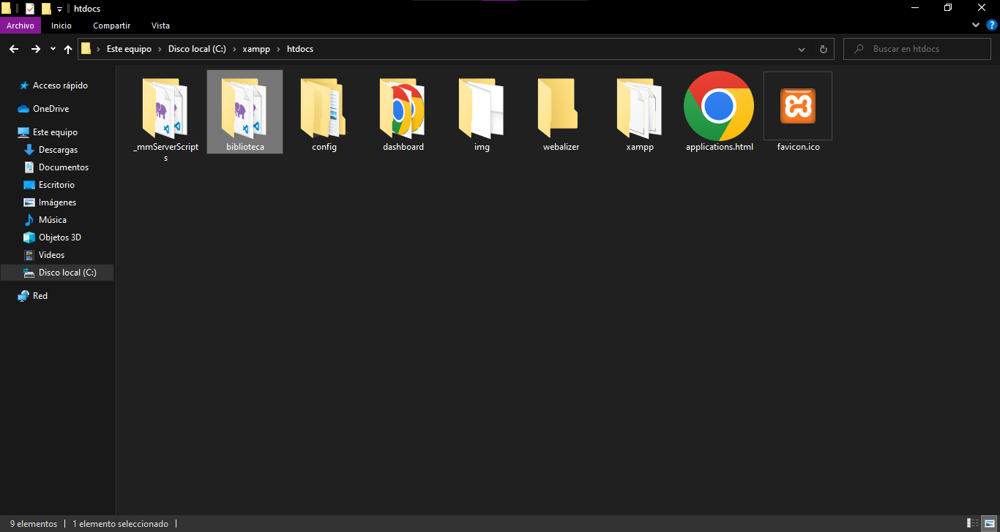 htdocs
Archivo Inicio Compartir Vista
Este equipo Disco local (C:) xampp htdocs
Buscar en htdocs
Acceso rápido
OneDrive
Este equipo
Descargas
Documentos
Escritorio
Imágenes
Música
Objetos 3D
Videos
Disco local (C:)
Red
_mmServerScript
s
biblioteca
config
dashboard
img
webalizer
xampp
applications.html
favicon.ico
9 elementos 1 elemento seleccionado